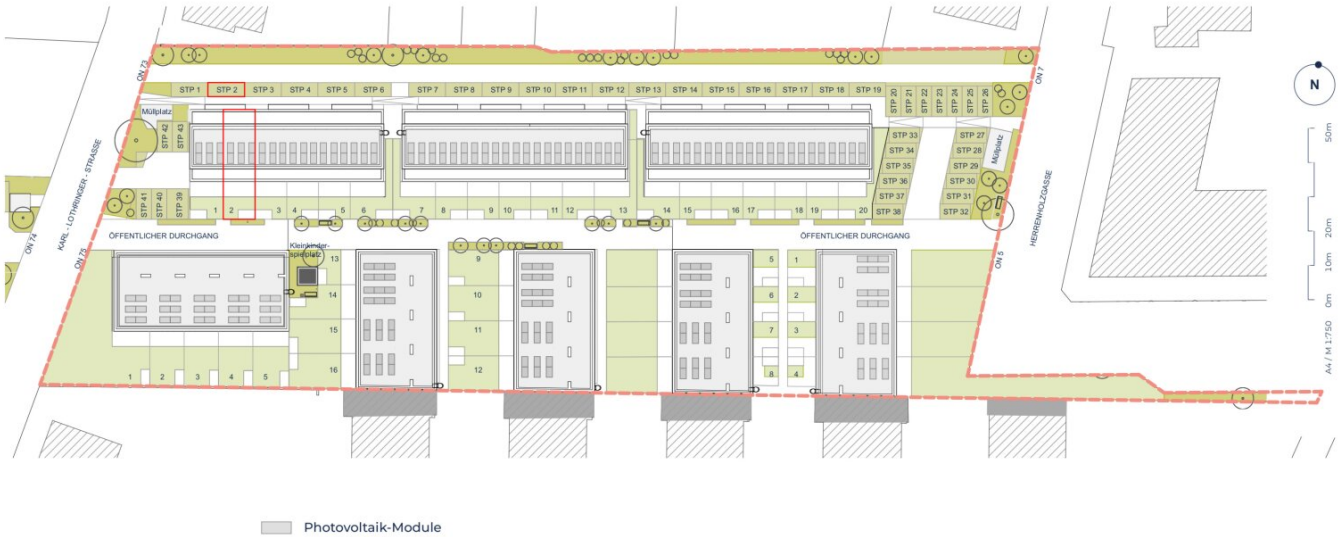 ON 73
ON 7
STP 1 STP 2 STP 3 STP 4 STP 5 STP 6 STP 7 STP 8 STP 9 STP 10 STP 11 STP 12 STP 13 STP 14 STP 15 STP 16 STP 17 STP 18 STP 19 STP 20 STP 21 STP 22 STP 23 STP 24 STP 25 STP 26
N
Müllplatz
STP 42 STP 43
STP 33 STP 27
STP 34 STP 28
STP 35 STP 29
STP 36 STP 30
STP 37 STP 31
STP 38 STP 32
Müllplatz
STP 41 STP 40 STP 39
KARL - LOTHRINGER - STRASSE
HERRENHOLZGASSE
ON 74
ON 75
ON 5
1 2 3 4 5 6 7 8 9 10 11 12 13 14 15 16 17 18 19 20
ÖFFENTLICHER DURCHGANG
ÖFFENTLICHER DURCHGANG
Kleinkinder-
spielplatz
13 9 5 1
14 10 6 2
15 11 7 3
16 12 8 4
1 2 3 4 5
50m
20m
10m
0m
A4 / M 1:750
Photovoltaik-Module